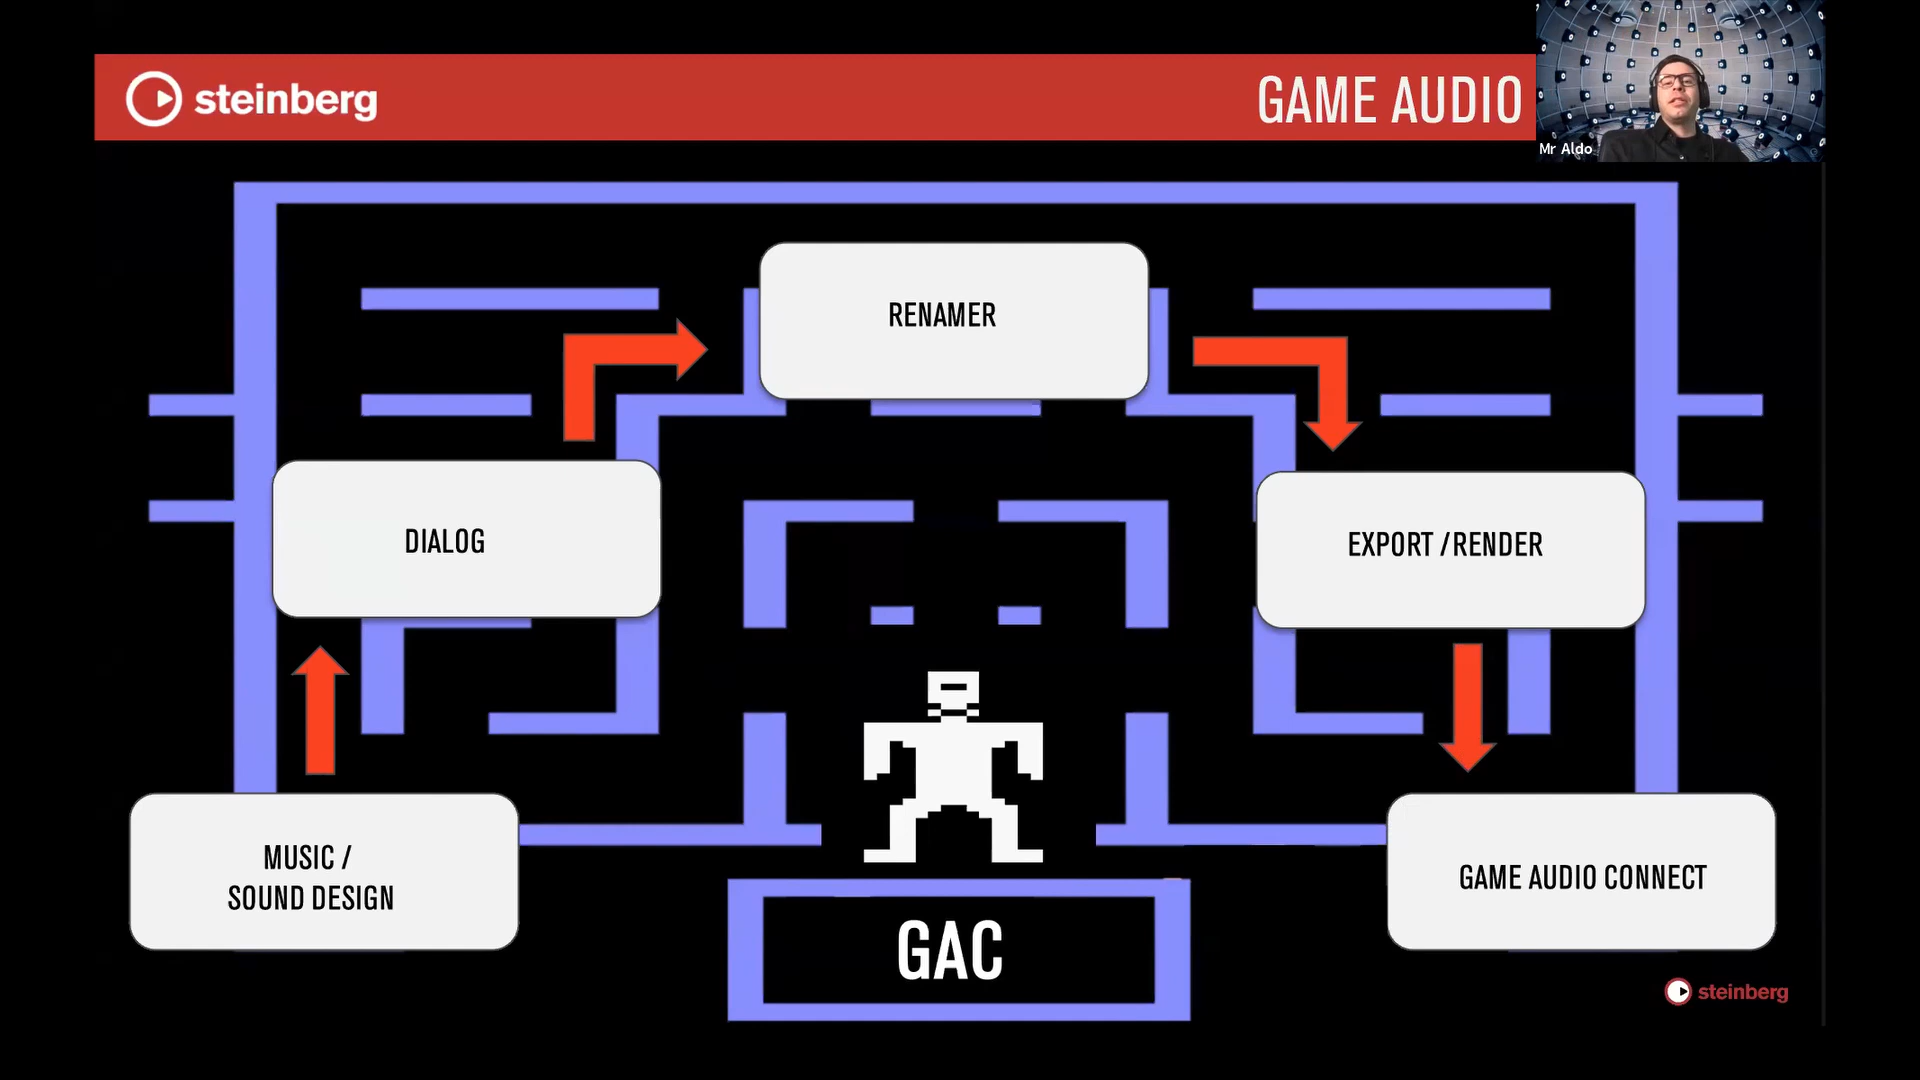 steinberg
GAME AUDIO
Mr Aldo
RENAMER
DIALOG
EXPORT /RENDER
MUSIC /
SOUND DESIGN
GAME AUDIO CONNECT
GAC
steinberg